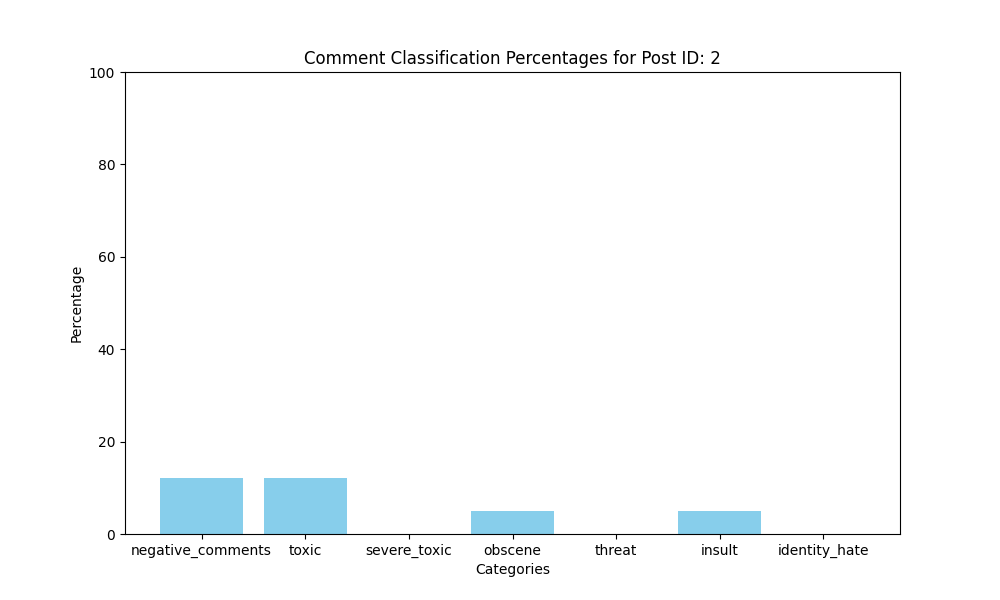 Comment Classification Percentages for Post ID: 2
100
80
60
40
20
0
Percentage
negative_comments toxic severe_toxic obscene threat insult identity_hate
Categories